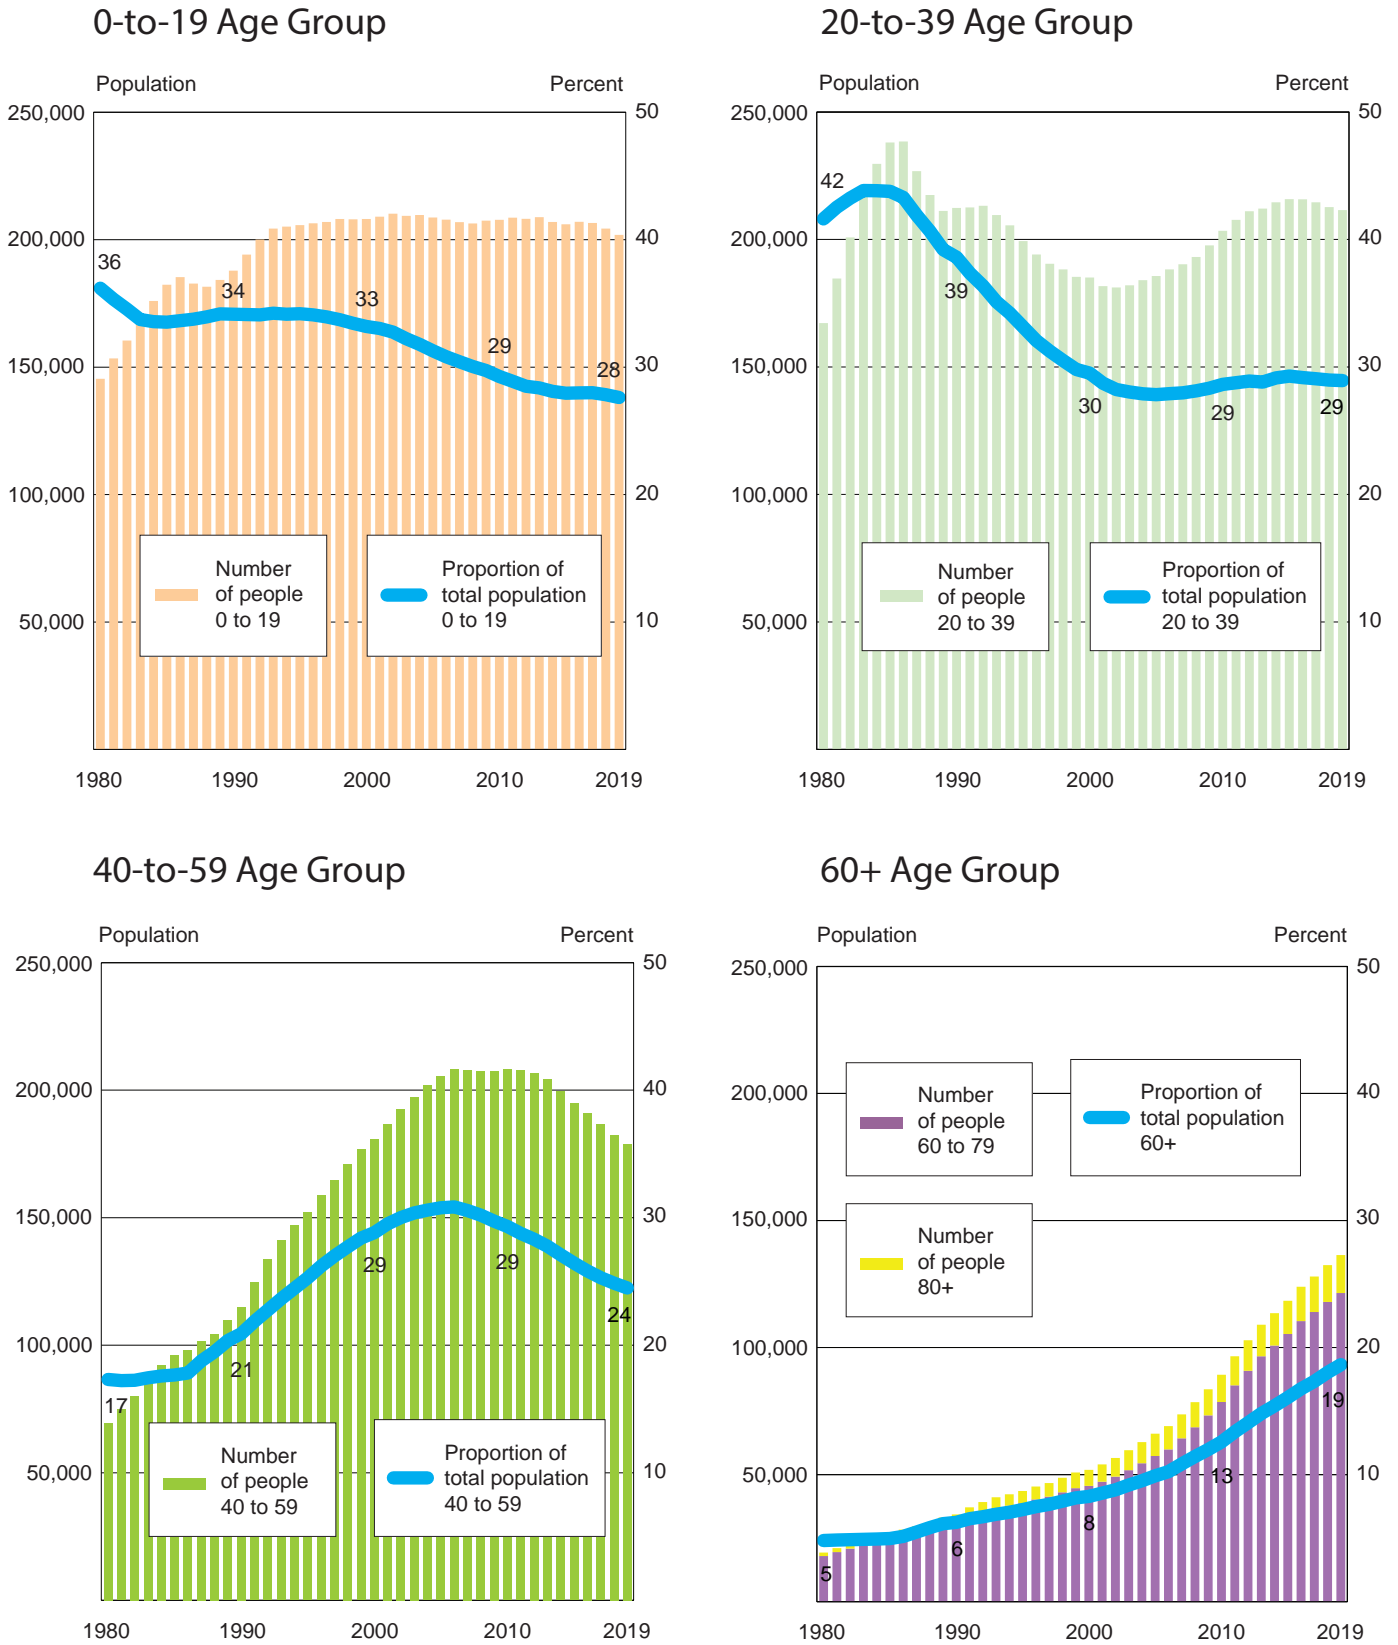 0-to-19 Age Group
Population
Percent
250,000
200,000
150,000
100,000
50,000
50
40
30
20
10
36
34
33
29
28
Number
of people
0 to 19
Proportion of
total population
0 to 19
1980
1990
2000
2010
2019
20-to-39 Age Group
Population
Percent
250,000
200,000
150,000
100,000
50,000
50
40
30
20
10
42
39
30
29
29
Number
of people
20 to 39
Proportion of
total population
20 to 39
1980
1990
2000
2010
2019
40-to-59 Age Group
Population
Percent
250,000
200,000
150,000
100,000
50,000
50
40
30
20
10
17
21
29
29
24
Number
of people
40 to 59
Proportion of
total population
40 to 59
1980
1990
2000
2010
2019
60+ Age Group
Population
Percent
250,000
200,000
150,000
100,000
50,000
50
40
30
20
10
Number
of people
60 to 79
Proportion of
total population
60+
Number
of people
80+
5
6
8
13
19
1980
1990
2000
2010
2019